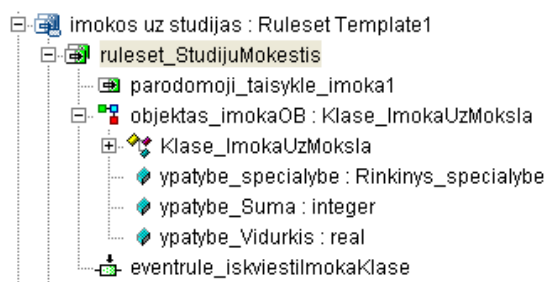 imokos uz studijas : Ruleset Template1
ruleset_StudijuMokestis
parodomoji_taisykle_imoka1
objektas_imokaOB : Klase_ImokaUzMoksla
Klase_ImokaUzMoksla
ypatybe_specialybe : Rinkinys_specialybe
ypatybe_Suma : integer
ypatybe_Vidurkis : real
eventrule_iskviestiImokaKlase